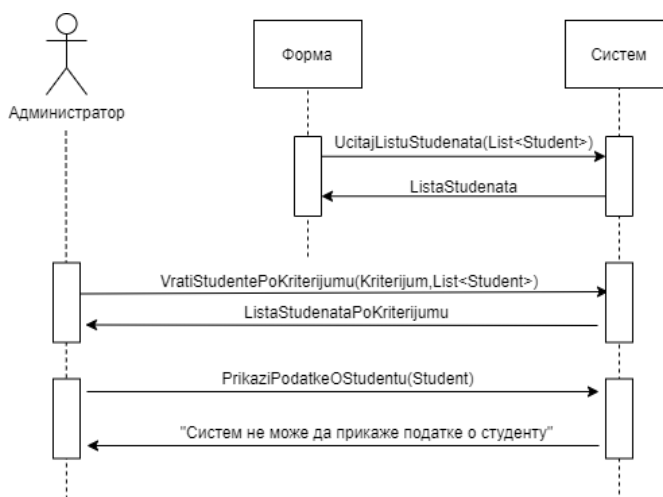 Форма
Систем
Администратор
UcitajListuStudenata(List<Student>)
ListaStudenata
VratiStudentePoKriterijumu(Kriterijum,List<Student>)
ListaStudenataPoKriterijumu
PrikaziPodatkeOStudentu(Student)
"Систем не може да прикаже податке о студенту"